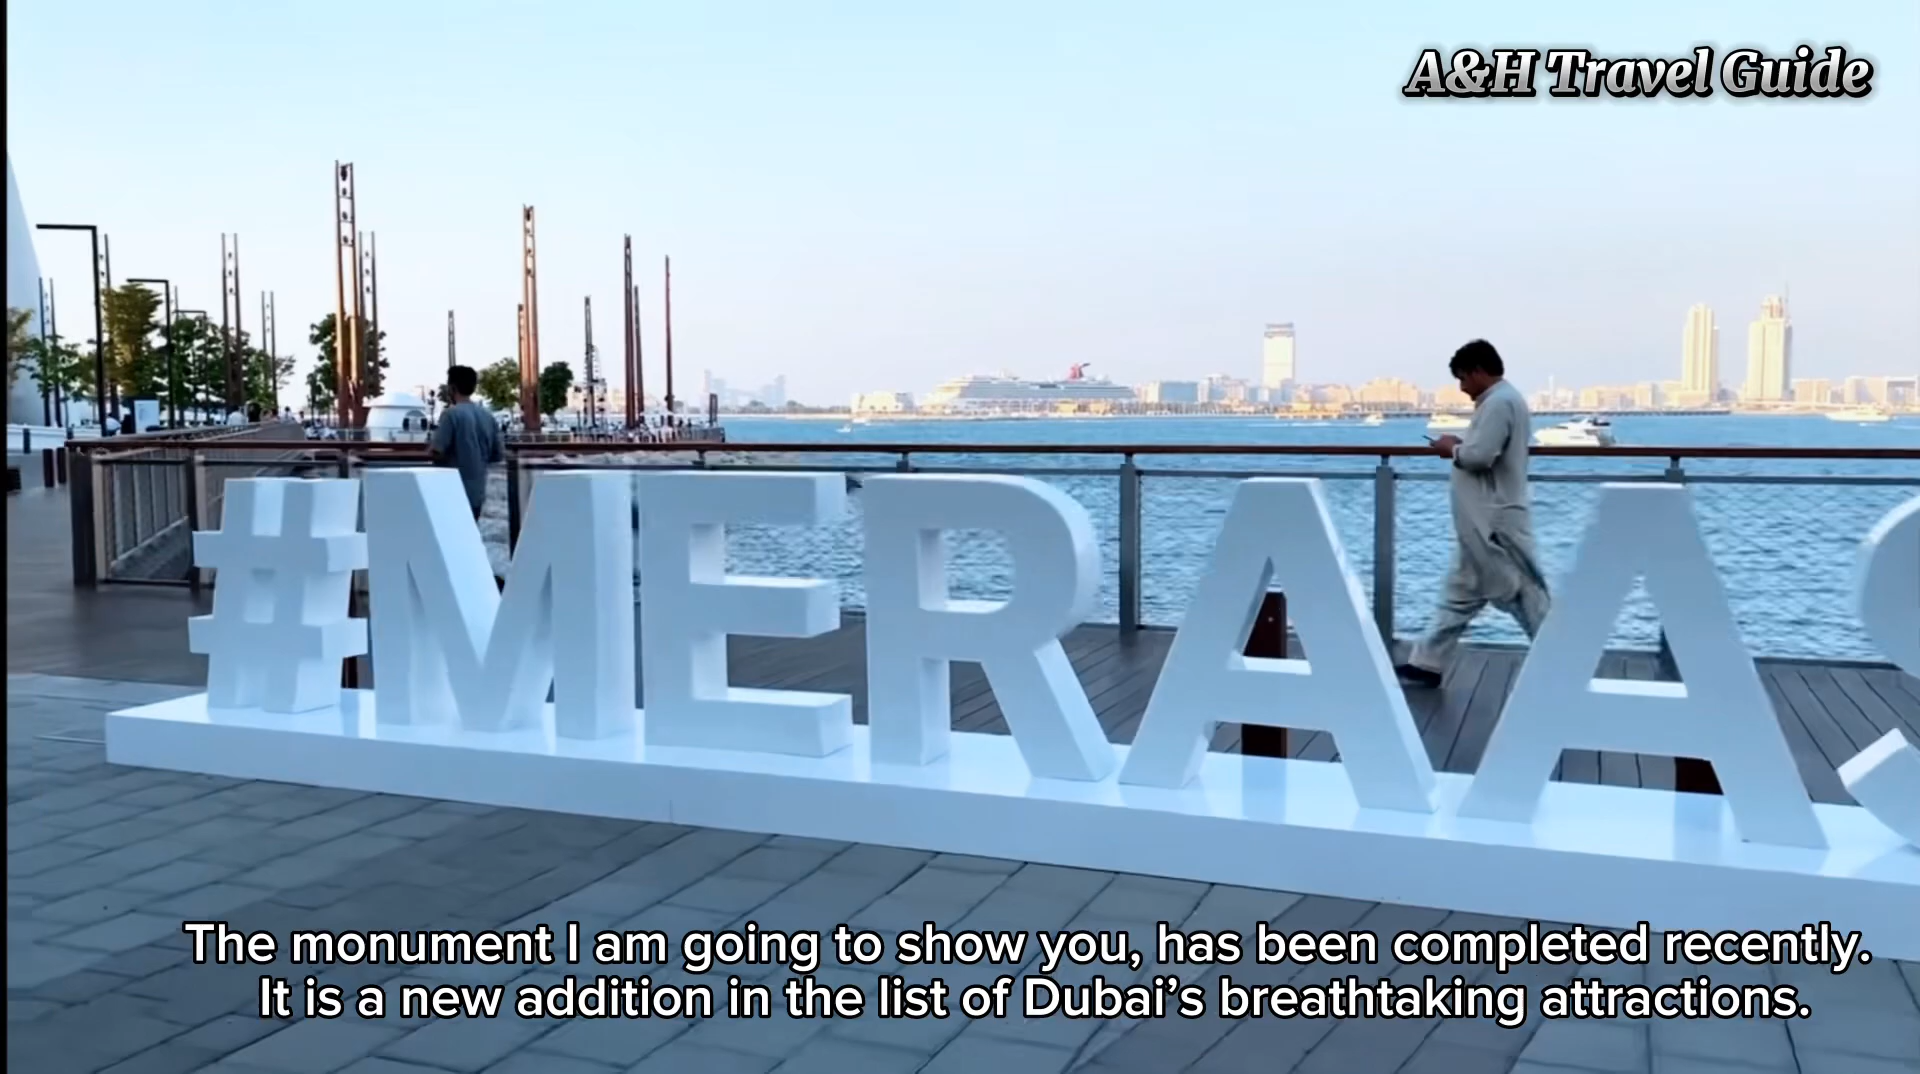 A&H Travel Guide
#MERAAS
The monument I am going to show you, has been completed recently.
It is a new addition in the list of Dubai’s breathtaking attractions.